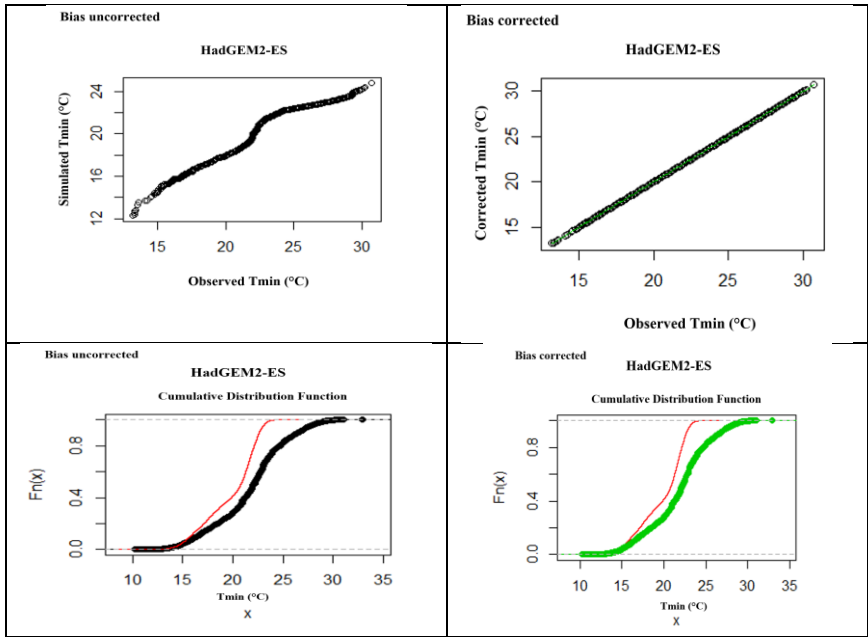 Bias uncorrected
HadGEM2-ES
Simulated Tmin (°C)
12 16 20 24
15 20 25 30
Observed Tmin (°C)
Bias corrected
HadGEM2-ES
Corrected Tmin (°C)
15 20 25 30
15 20 25 30
Observed Tmin (°C)
Bias uncorrected
HadGEM2-ES
Cumulative Distribution Function
Fn(x)
0.0 0.4 0.8
10 15 20 25 30 35
Tmin (°C)
x
Bias corrected
HadGEM2-ES
Cumulative Distribution Function
Fn(x)
0.0 0.4 0.8
10 15 20 25 30 35
Tmin (°C)
x